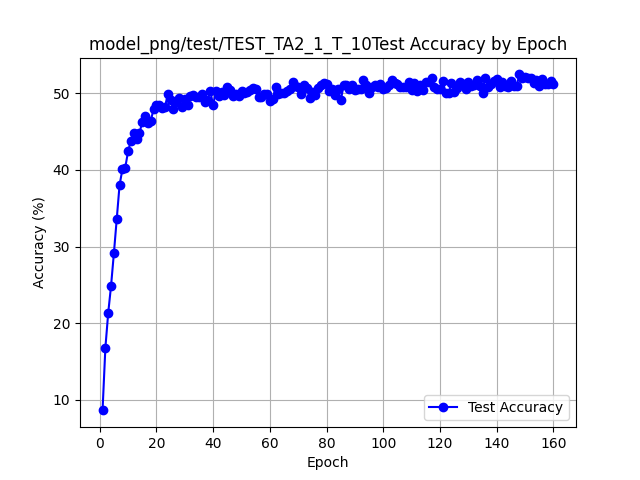 model_png/test/TEST_TA2_1_T_10Test Accuracy by Epoch
Accuracy (%)
50
40
30
20
10
0 20 40 60 80 100 120 140 160
Epoch
Test Accuracy